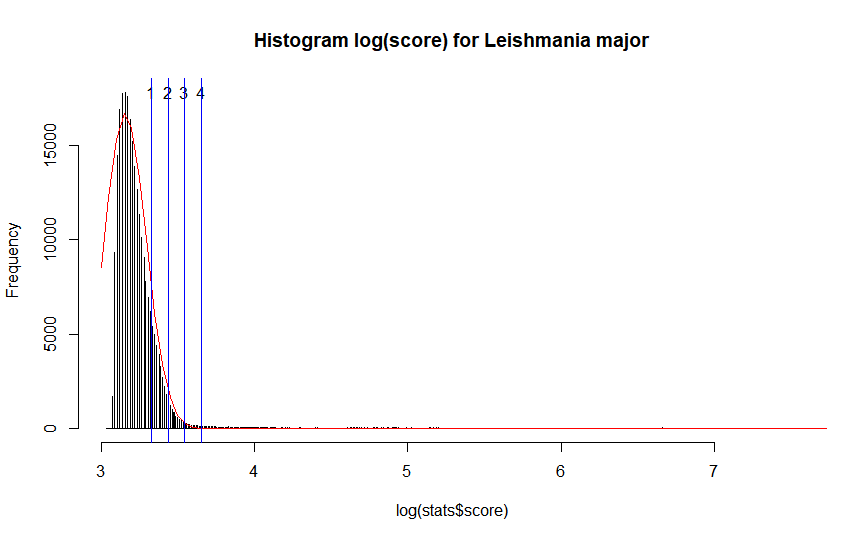 Histogram log(score) for Leishmania major
1 2 3 4
Frequency
15000
10000
5000
0
3 4 5 6 7
log(stats$score)